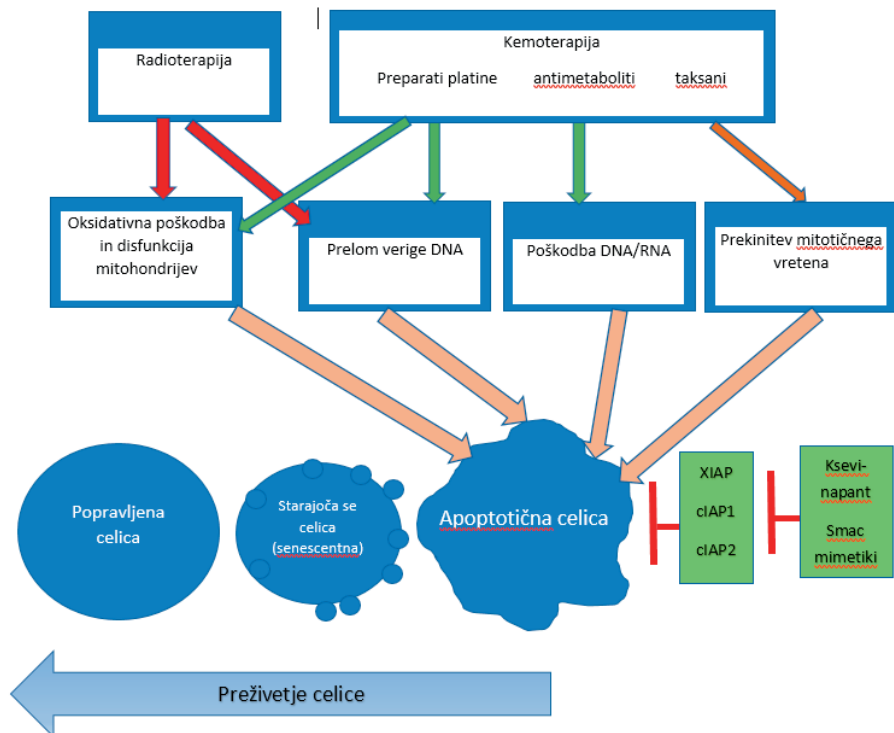 Radioterapija
Kemoterapija
Preparati platine antimetaboliti taksani
Oksidativna poškodba
in disfunkcija
mitohondrijev
Prelom verige DNA
Poškodba DNA/RNA
Prekinitev mitotičnega
vretena
Popravljena
celica
Starajoča se
celica
(senescentna)
Apoptotična celica
XIAP
cIAP1
cIAP2
Ksevi-
napant
Smac
mimetiki
Preživetje celice